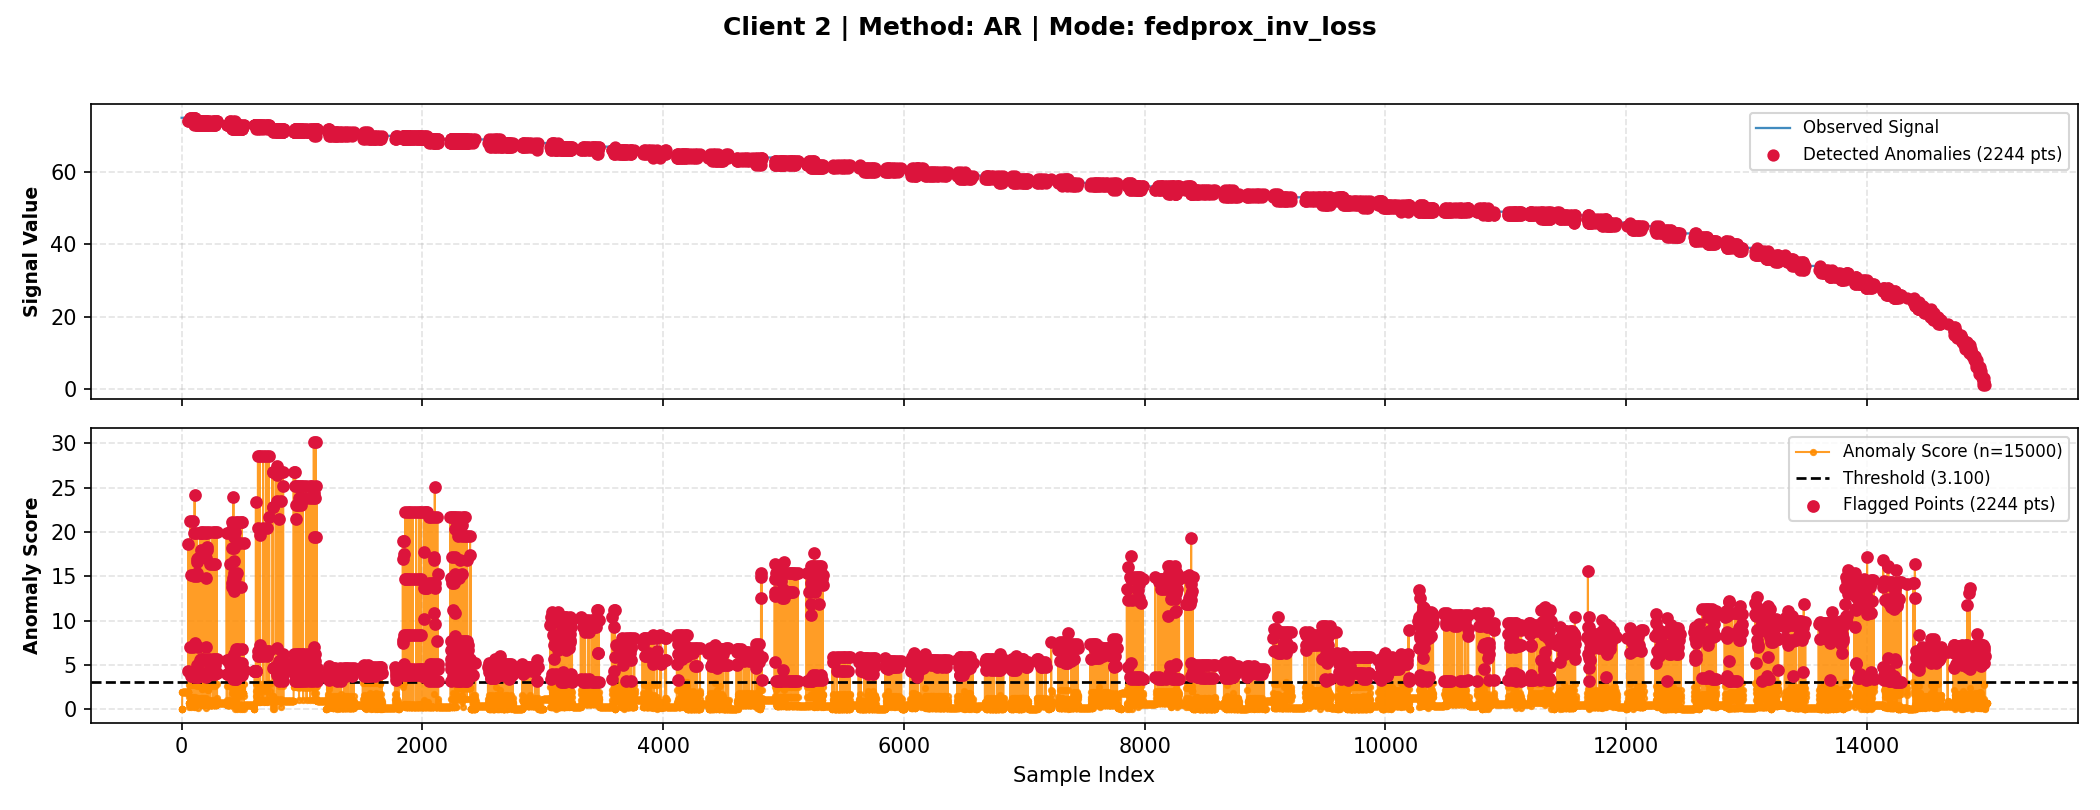 Client 2 | Method: AR | Mode: fedprox_inv_loss
Signal Value
60
40
20
0
Observed Signal
Detected Anomalies (2244 pts)
Anomaly Score
30
25
20
15
10
5
0
Anomaly Score (n=15000)
Threshold (3.100)
Flagged Points (2244 pts)
0 2000 4000 6000 8000 10000 12000 14000
Sample Index